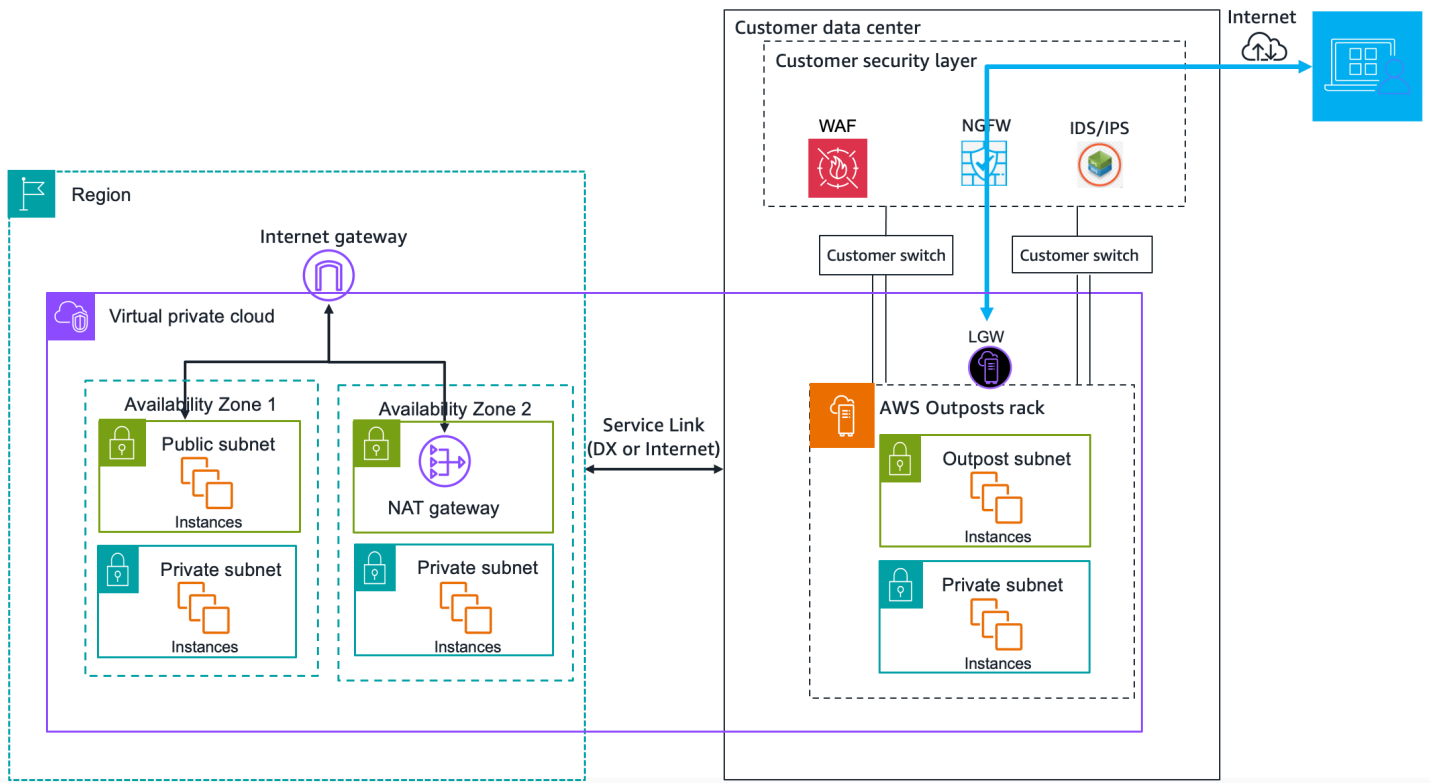 Customer data center
Internet
Customer security layer
WAF
NGFW
IDS/IPS
Region
Internet gateway
Customer switch
Customer switch
Virtual private cloud
LGW
Availability Zone 1
Availability Zone 2
AWS Outposts rack
Service Link
(DX or Internet)
Public subnet
Instances
NAT gateway
Outpost subnet
Instances
Private subnet
Instances
Private subnet
Instances
Private subnet
Instances